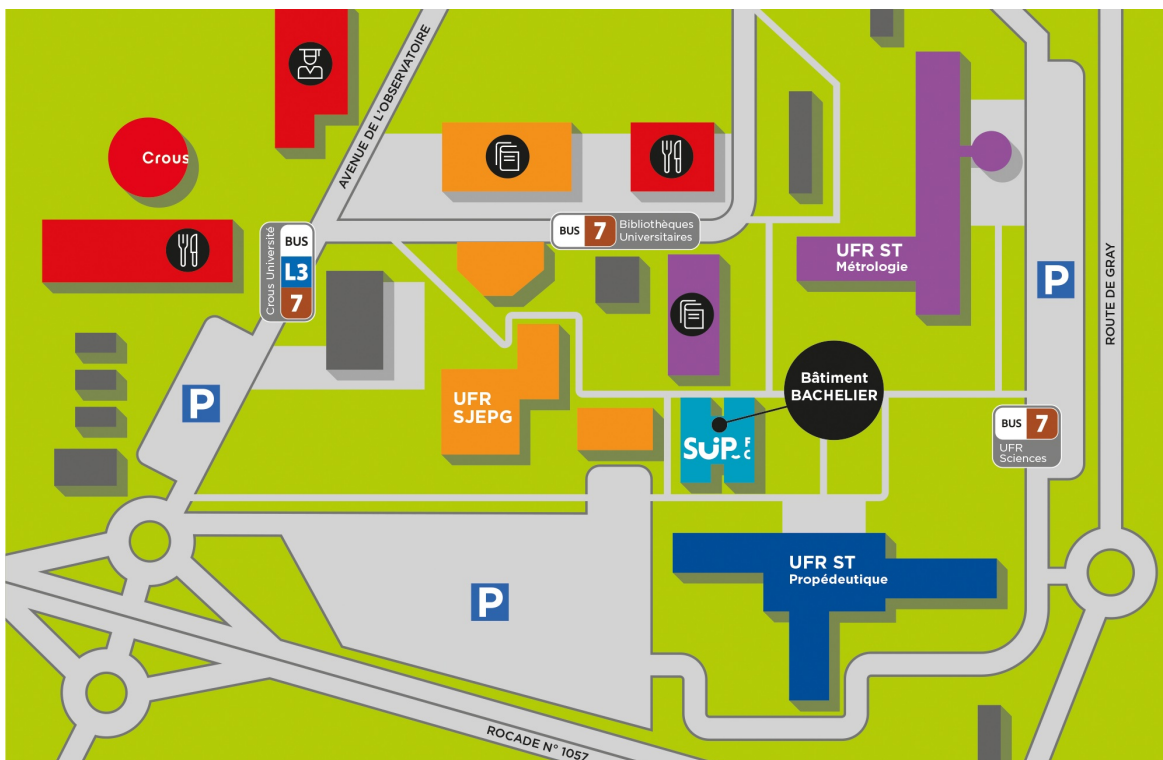 AVENUE DE L'OBSERVATOIRE
Crous
BUS
7
Bibliothèques
Universitaires
Crous Université
BUS
L3
7
UFR ST
Métrologie
P
ROUTE DE GRAY
Bâtiment
BACHELIER
P
UFR
SJEPG
SUP
F
C
BUS
7
UFR
Sciences
UFR ST
Propédeutique
P
ROCADE N° 1057